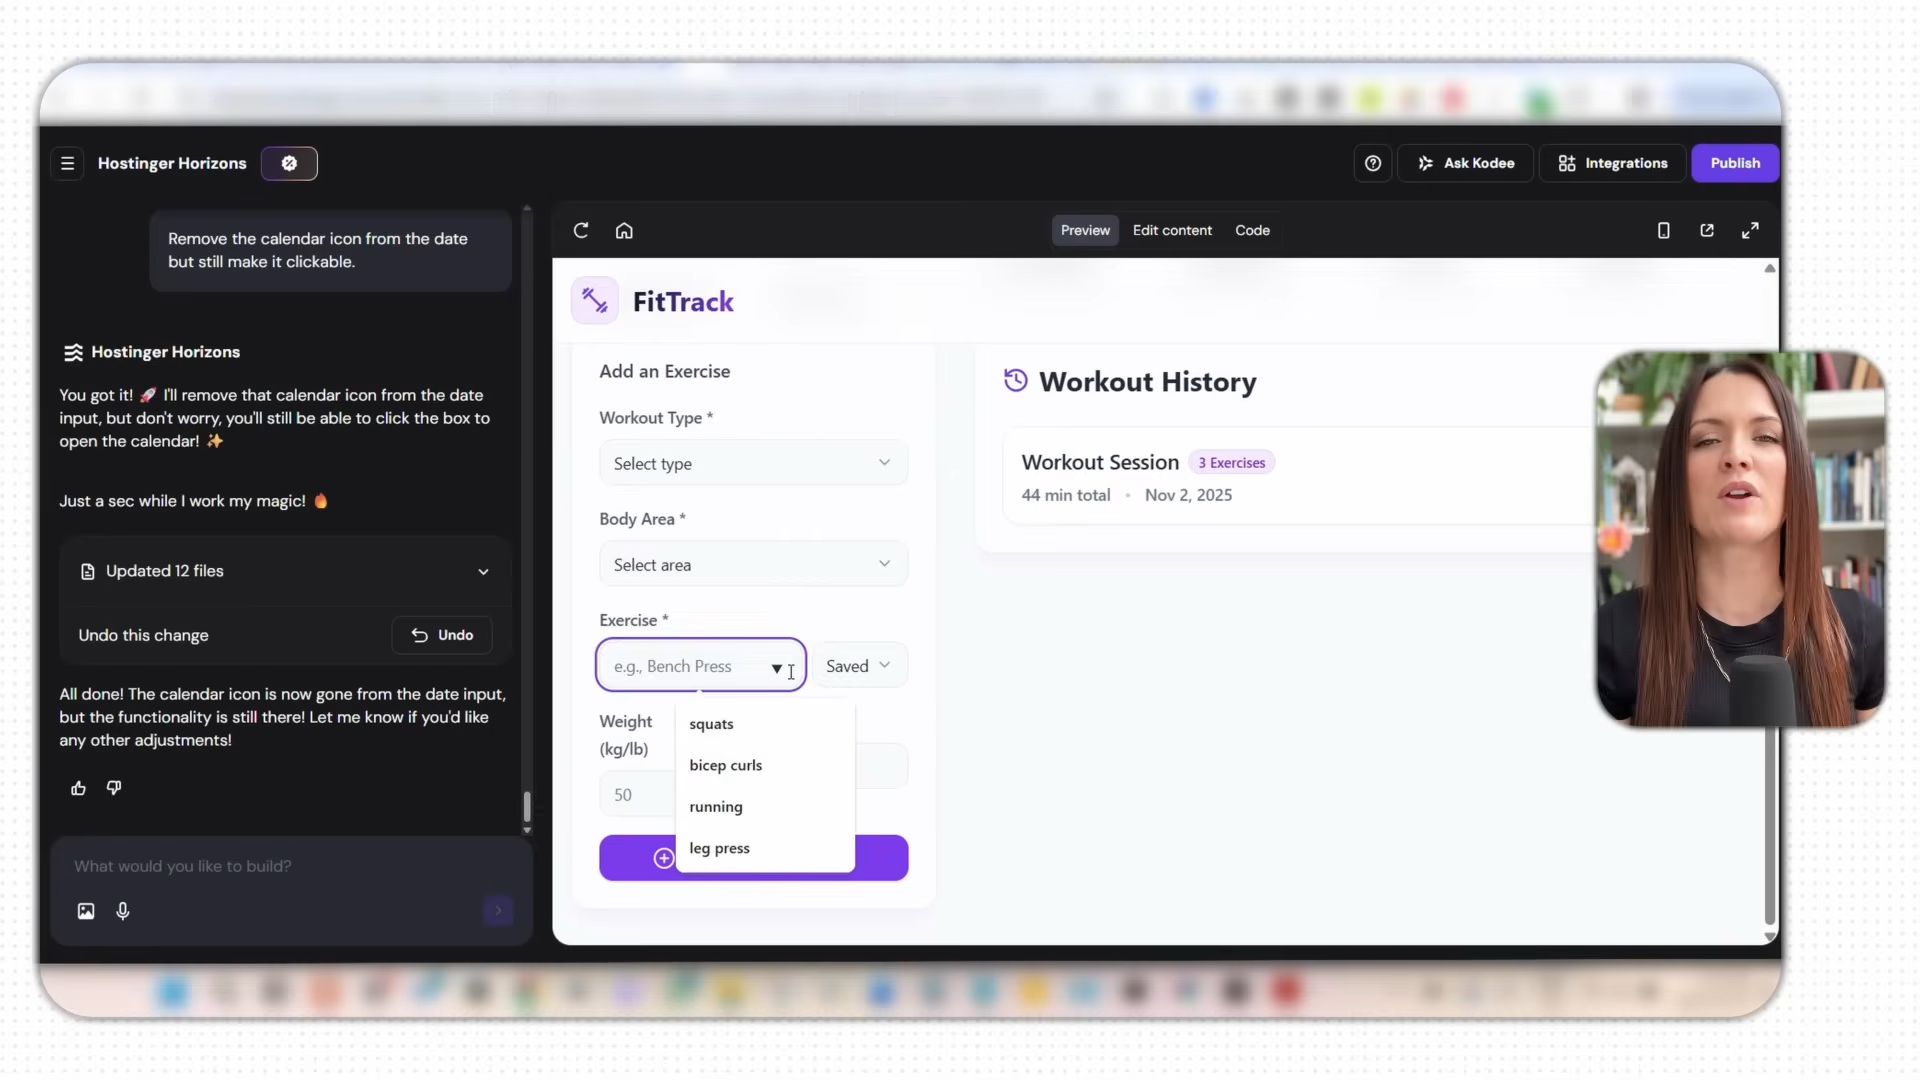 Hostinger Horizons
Ask Kodee
Integrations
Publish
Remove the calendar icon from the date
but still make it clickable.
Hostinger Horizons
You got it! 🚀 I'll remove that calendar icon from the date
input, but don't worry, you'll still be able to click the box to
open the calendar! ✨
Just a sec while I work my magic! 🔥
Updated 12 files
Undo this change
Undo
All done! The calendar icon is now gone from the date input,
but the functionality is still there! Let me know if you'd like
any other adjustments!
What would you like to build?
Preview
Edit content
Code
FitTrack
Add an Exercise
Workout Type *
Select type
Body Area *
Select area
Exercise *
e.g., Bench Press
Saved
squats
bicep curls
running
leg press
Weight
(kg/lb)
50
Workout History
Workout Session
3 Exercises
44 min total • Nov 2, 2025